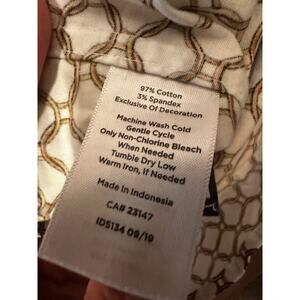 97% Cotton
3% Spandex
Exclusive Of Decoration
Machine Wash Cold
Gentle Cycle
Only Non-Chlorine Bleach
When Needed
Tumble Dry Low
Warm Iron, If Needed
Made in Indonesia
CA# 23147
ID5134 09/19